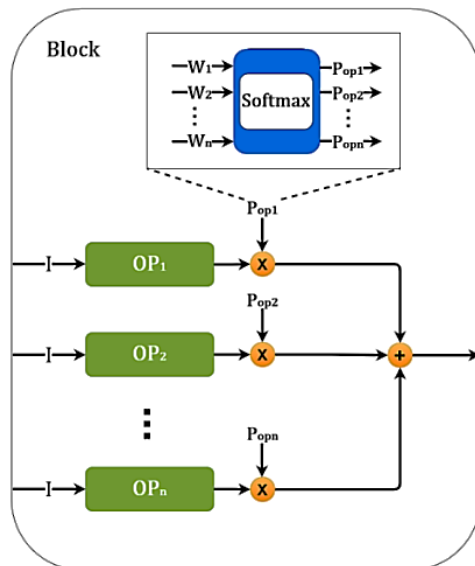 Block
W₁ Pop1
W₂ Softmax Pop2
Wn Popn
Pop1
I OP₁ X
Pop2
I OP₂ X +
Popn
I OPn X